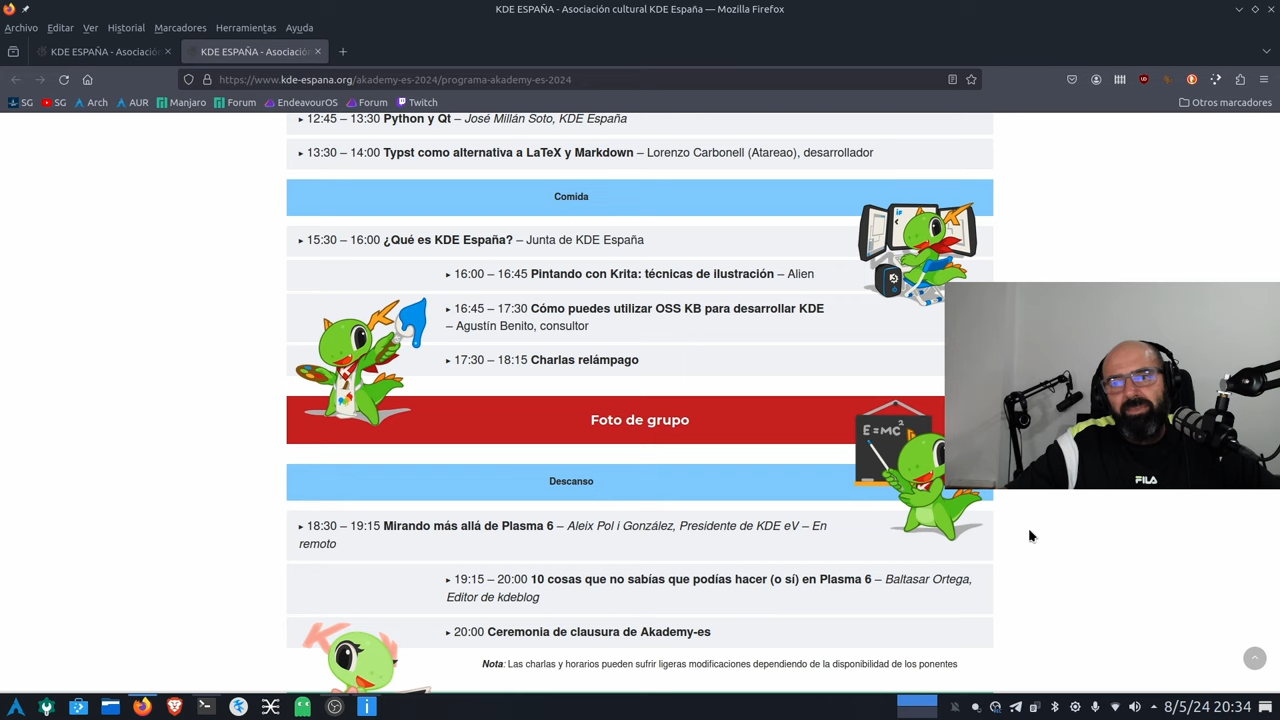 KDE ESPAÑA - Asociación cultural KDE España — Mozilla Firefox
Archivo Editar Ver Historial Marcadores Herramientas Ayuda
KDE ESPAÑA - Asociación
KDE ESPAÑA - Asociación
https://www.kde-espana.org/akademy-es-2024/programa-akademy-es-2024
SG SG Arch AUR Manjaro Forum EndeavourOS Forum Twitch Otros marcadores
▸ 12:45 – 13:30 Python y Qt – José Millán Soto, KDE España
▸ 13:30 – 14:00 Typst como alternativa a LaTeX y Markdown – Lorenzo Carbonell (Atareao), desarrollador
Comida
▸ 15:30 – 16:00 ¿Qué es KDE España? – Junta de KDE España
▸ 16:00 – 16:45 Pintando con Krita: técnicas de ilustración – Alien
▸ 16:45 – 17:30 Cómo puedes utilizar OSS KB para desarrollar KDE
– Agustín Benito, consultor
▸ 17:30 – 18:15 Charlas relámpago
Foto de grupo
E=MC²
FILA
Descanso
▸ 18:30 – 19:15 Mirando más allá de Plasma 6 – Aleix Pol i González, Presidente de KDE eV – En
remoto
▸ 19:15 – 20:00 10 cosas que no sabías que podías hacer (o sí) en Plasma 6 – Baltasar Ortega,
Editor de kdeblog
▸ 20:00 Ceremonia de clausura de Akademy-es
Nota: Las charlas y horarios pueden sufrir ligeras modificaciones dependiendo de la disponibilidad de los ponentes
8/5/24 20:34